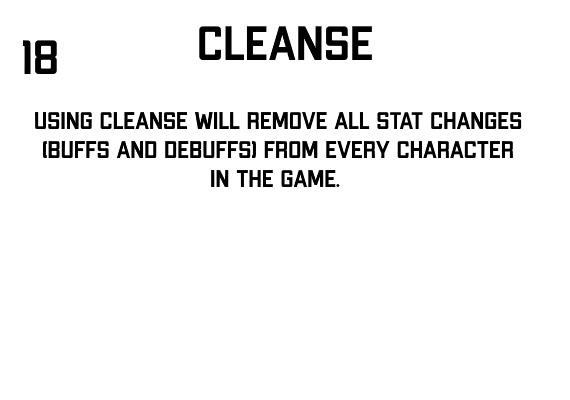 CLEANSE
18
USING CLEANSE WILL REMOVE ALL STAT CHANGES
(BUFFS AND DEBUFFS) FROM EVERY CHARACTER
IN THE GAME.